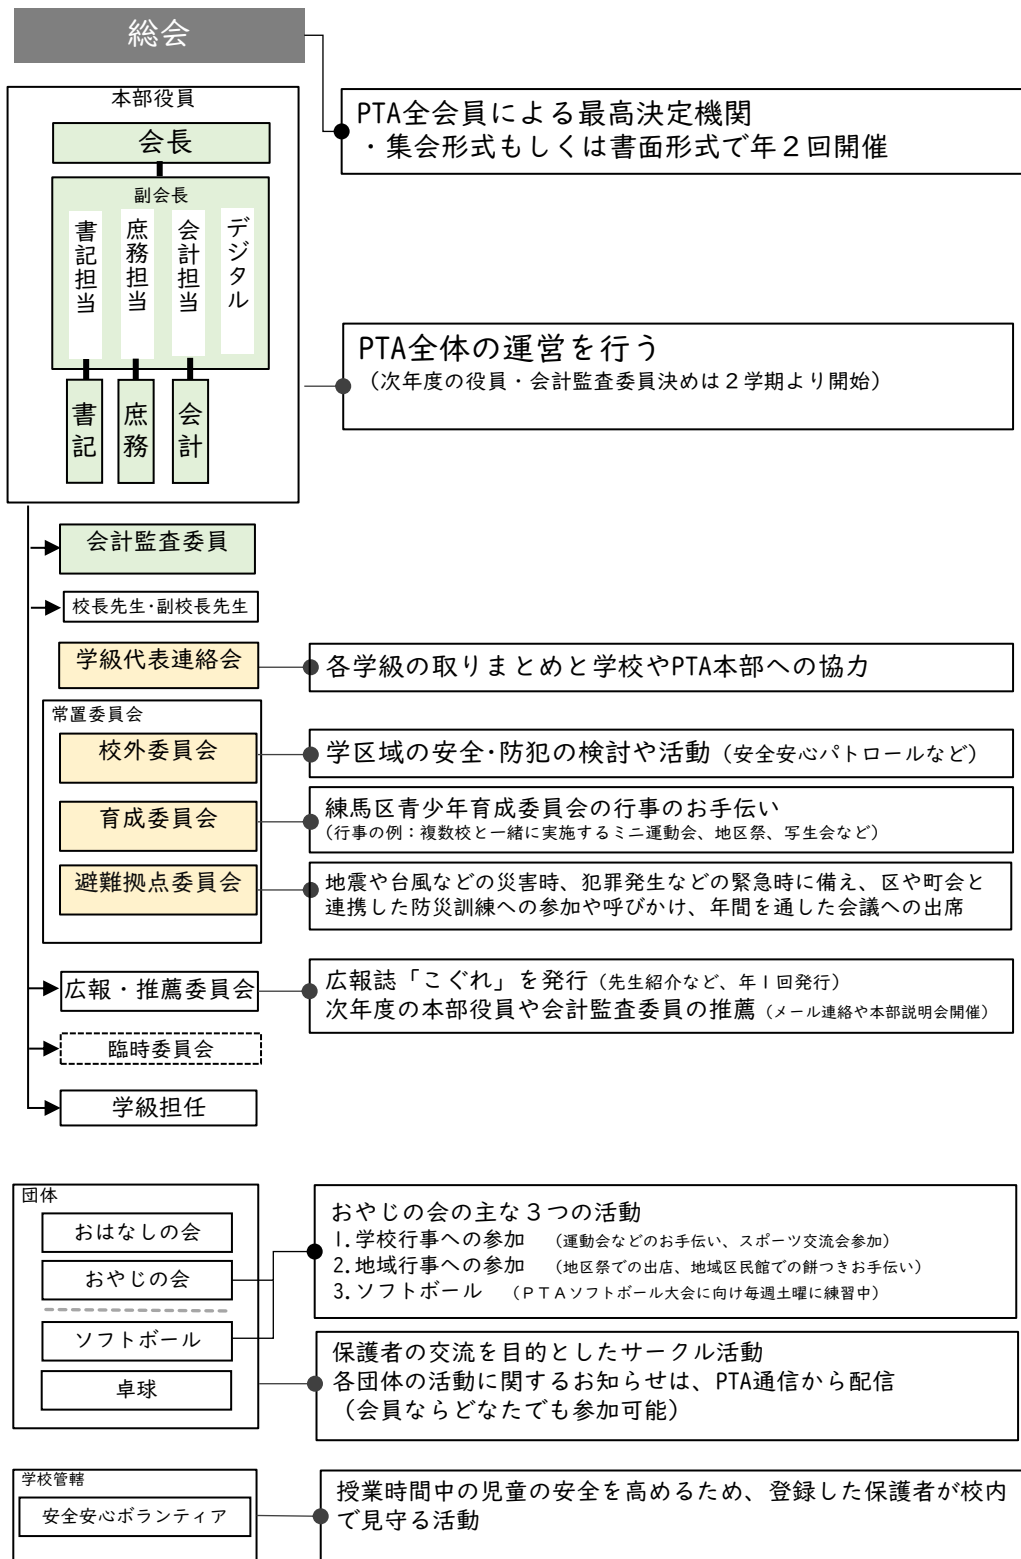 総会
PTA全会員による最高決定機関
・集会形式もしくは書面形式で年２回開催
本部役員
会長
副会長
書記担当
庶務担当
会計担当
デジタル
書記
庶務
会計
PTA全体の運営を行う
（次年度の役員・会計監査委員決めは２学期より開始）
会計監査委員
校長先生･副校長先生
学級代表連絡会
各学級の取りまとめと学校やPTA本部への協力
常置委員会
校外委員会
学区域の安全･防犯の検討や活動（安全安心パトロールなど）
育成委員会
練馬区青少年育成委員会の行事のお手伝い
（行事の例：複数校と一緒に実施するミニ運動会、地区祭、写生会など）
避難拠点委員会
地震や台風などの災害時、犯罪発生などの緊急時に備え、区や町会と
連携した防災訓練への参加や呼びかけ、年間を通した会議への出席
広報・推薦委員会
広報誌「こぐれ」を発行（先生紹介など、年1回発行）
次年度の本部役員や会計監査委員の推薦（メール連絡や本部説明会開催）
臨時委員会
学級担任
団体
おはなしの会
おやじの会
ソフトボール
卓球
おやじの会の主な３つの活動
1.学校行事への参加　（運動会などのお手伝い、スポーツ交流会参加）
2.地域行事への参加　（地区祭での出店、地域区民館での餅つきお手伝い）
3.ソフトボール　（ＰＴＡソフトボール大会に向け毎週土曜に練習中）
保護者の交流を目的としたサークル活動
各団体の活動に関するお知らせは、PTA通信から配信
（会員ならどなたでも参加可能）
学校管轄
安全安心ボランティア
授業時間中の児童の安全を高めるため、登録した保護者が校内
で見守る活動